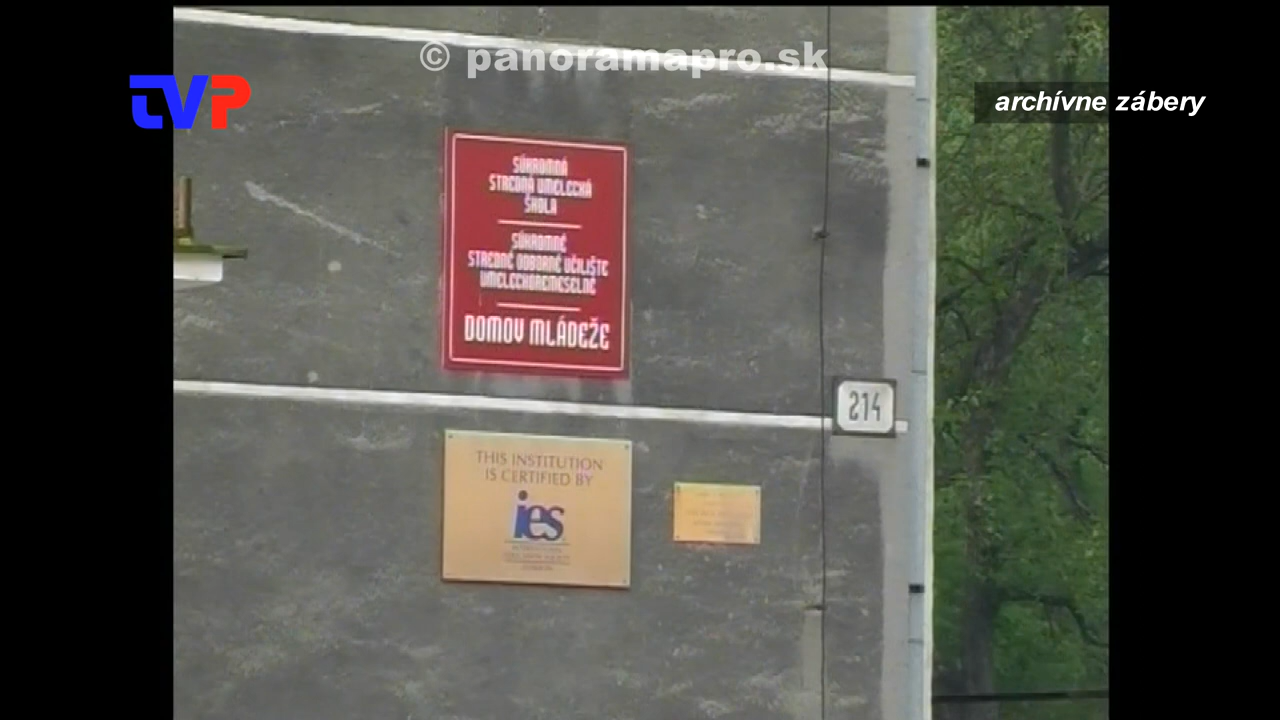 © panoramapro.sk
TVP
archívne zábery
SÚKROMNÁ
STREDNÁ UMELECKÁ
ŠKOLA
SÚKROMNÉ
STREDNÉ ODBORNÉ UČILIŠTE
UMELECKOREMESELNÉ
DOMOV MLÁDEŽE
214
THIS INSTITUTION
IS CERTIFIED BY
ies